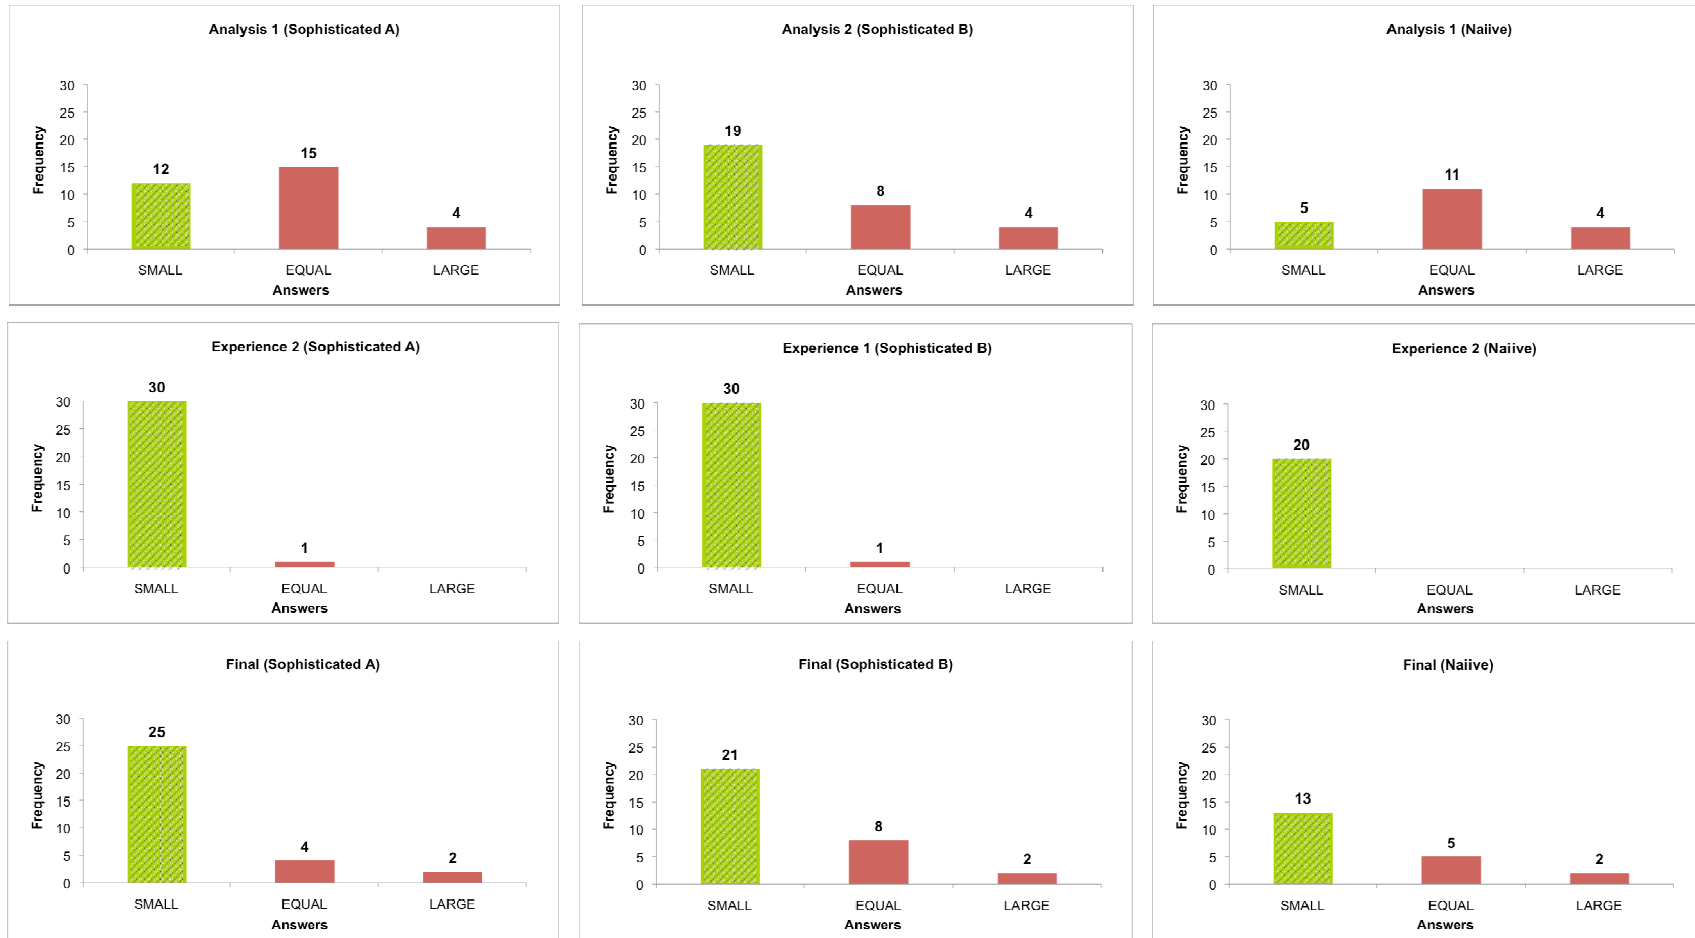 Analysis 1 (Sophisticated A)
30
25
20
15
10
5
0
Frequency
12
15
4
SMALL EQUAL LARGE
Answers
Analysis 2 (Sophisticated B)
30
25
20
15
10
5
0
Frequency
19
8
4
SMALL EQUAL LARGE
Answers
Analysis 1 (Naiive)
30
25
20
15
10
5
0
Frequency
5
11
4
SMALL EQUAL LARGE
Answers
Experience 2 (Sophisticated A)
30
25
20
15
10
5
0
Frequency
30
1
SMALL EQUAL LARGE
Answers
Experience 1 (Sophisticated B)
30
25
20
15
10
5
0
Frequency
30
1
SMALL EQUAL LARGE
Answers
Experience 2 (Naiive)
30
25
20
15
10
5
0
Frequency
20
SMALL EQUAL LARGE
Answers
Final (Sophisticated A)
30
25
20
15
10
5
0
Frequency
25
4
2
SMALL EQUAL LARGE
Answers
Final (Sophisticated B)
30
25
20
15
10
5
0
Frequency
21
8
2
SMALL EQUAL LARGE
Answers
Final (Naiive)
30
25
20
15
10
5
0
Frequency
13
5
2
SMALL EQUAL LARGE
Answers